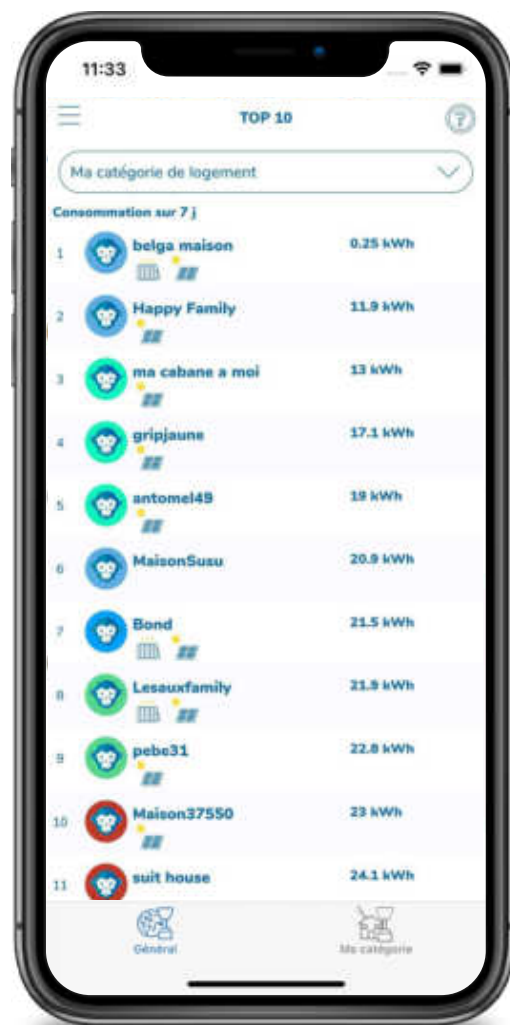 11:33
TOP 10
?
Ma catégorie de logement
Consommation sur 7 j
1 belga maison 0.25 kWh
2 Happy Family 11.9 kWh
3 ma cabane a moi 13 kWh
4 gripjaune 17.1 kWh
5 antomel49 19 kWh
6 MaisonSusu 20.9 kWh
7 Bond 21.5 kWh
8 Lesauxfamily 21.9 kWh
9 pebe31 22.8 kWh
10 Maison37550 23 kWh
11 suit house 24.1 kWh
Général Ma catégorie